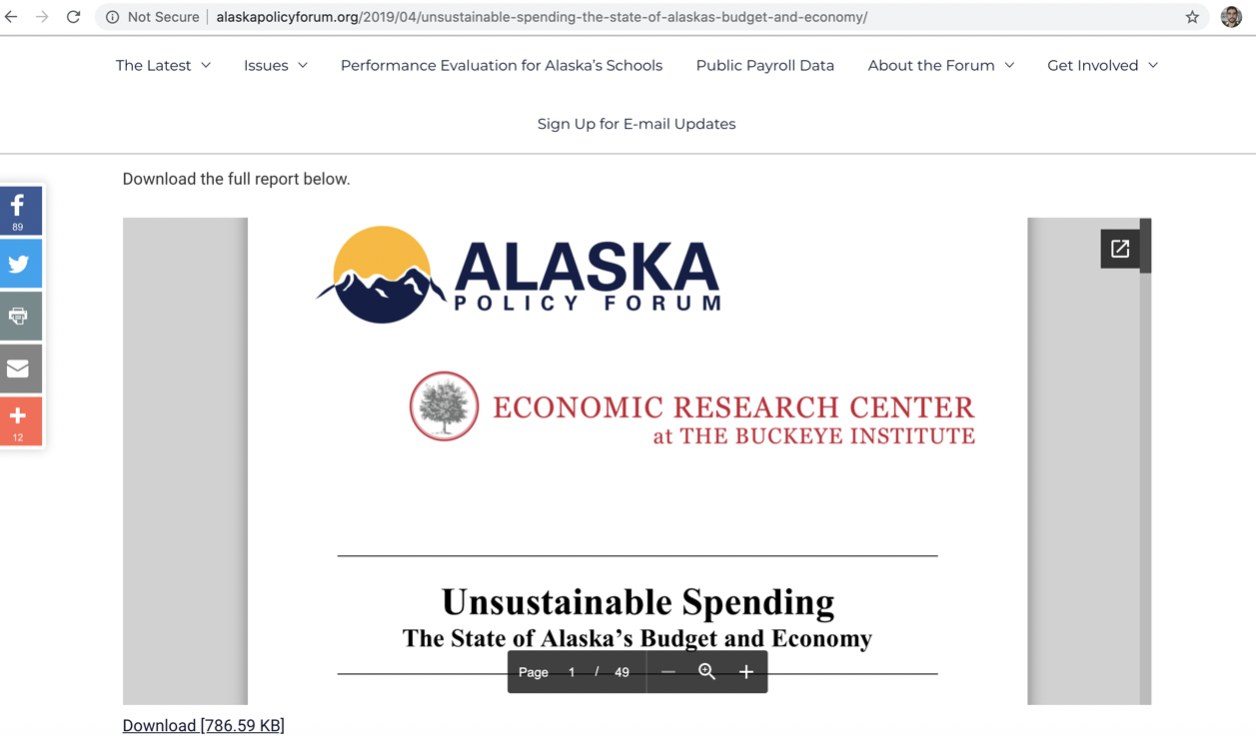 Not Secure | alaskapolicyforum.org/2019/04/unsustainable-spending-the-state-of-alaskas-budget-and-economy/
The Latest Issues Performance Evaluation for Alaska's Schools Public Payroll Data About the Forum Get Involved
Sign Up for E-mail Updates
Download the full report below.
89
12
ALASKA
POLICY FORUM
ECONOMIC RESEARCH CENTER
at THE BUCKEYE INSTITUTE
Unsustainable Spending
The State of Alaska's Budget and Economy
Page 1 / 49
Download [786.59 KB]